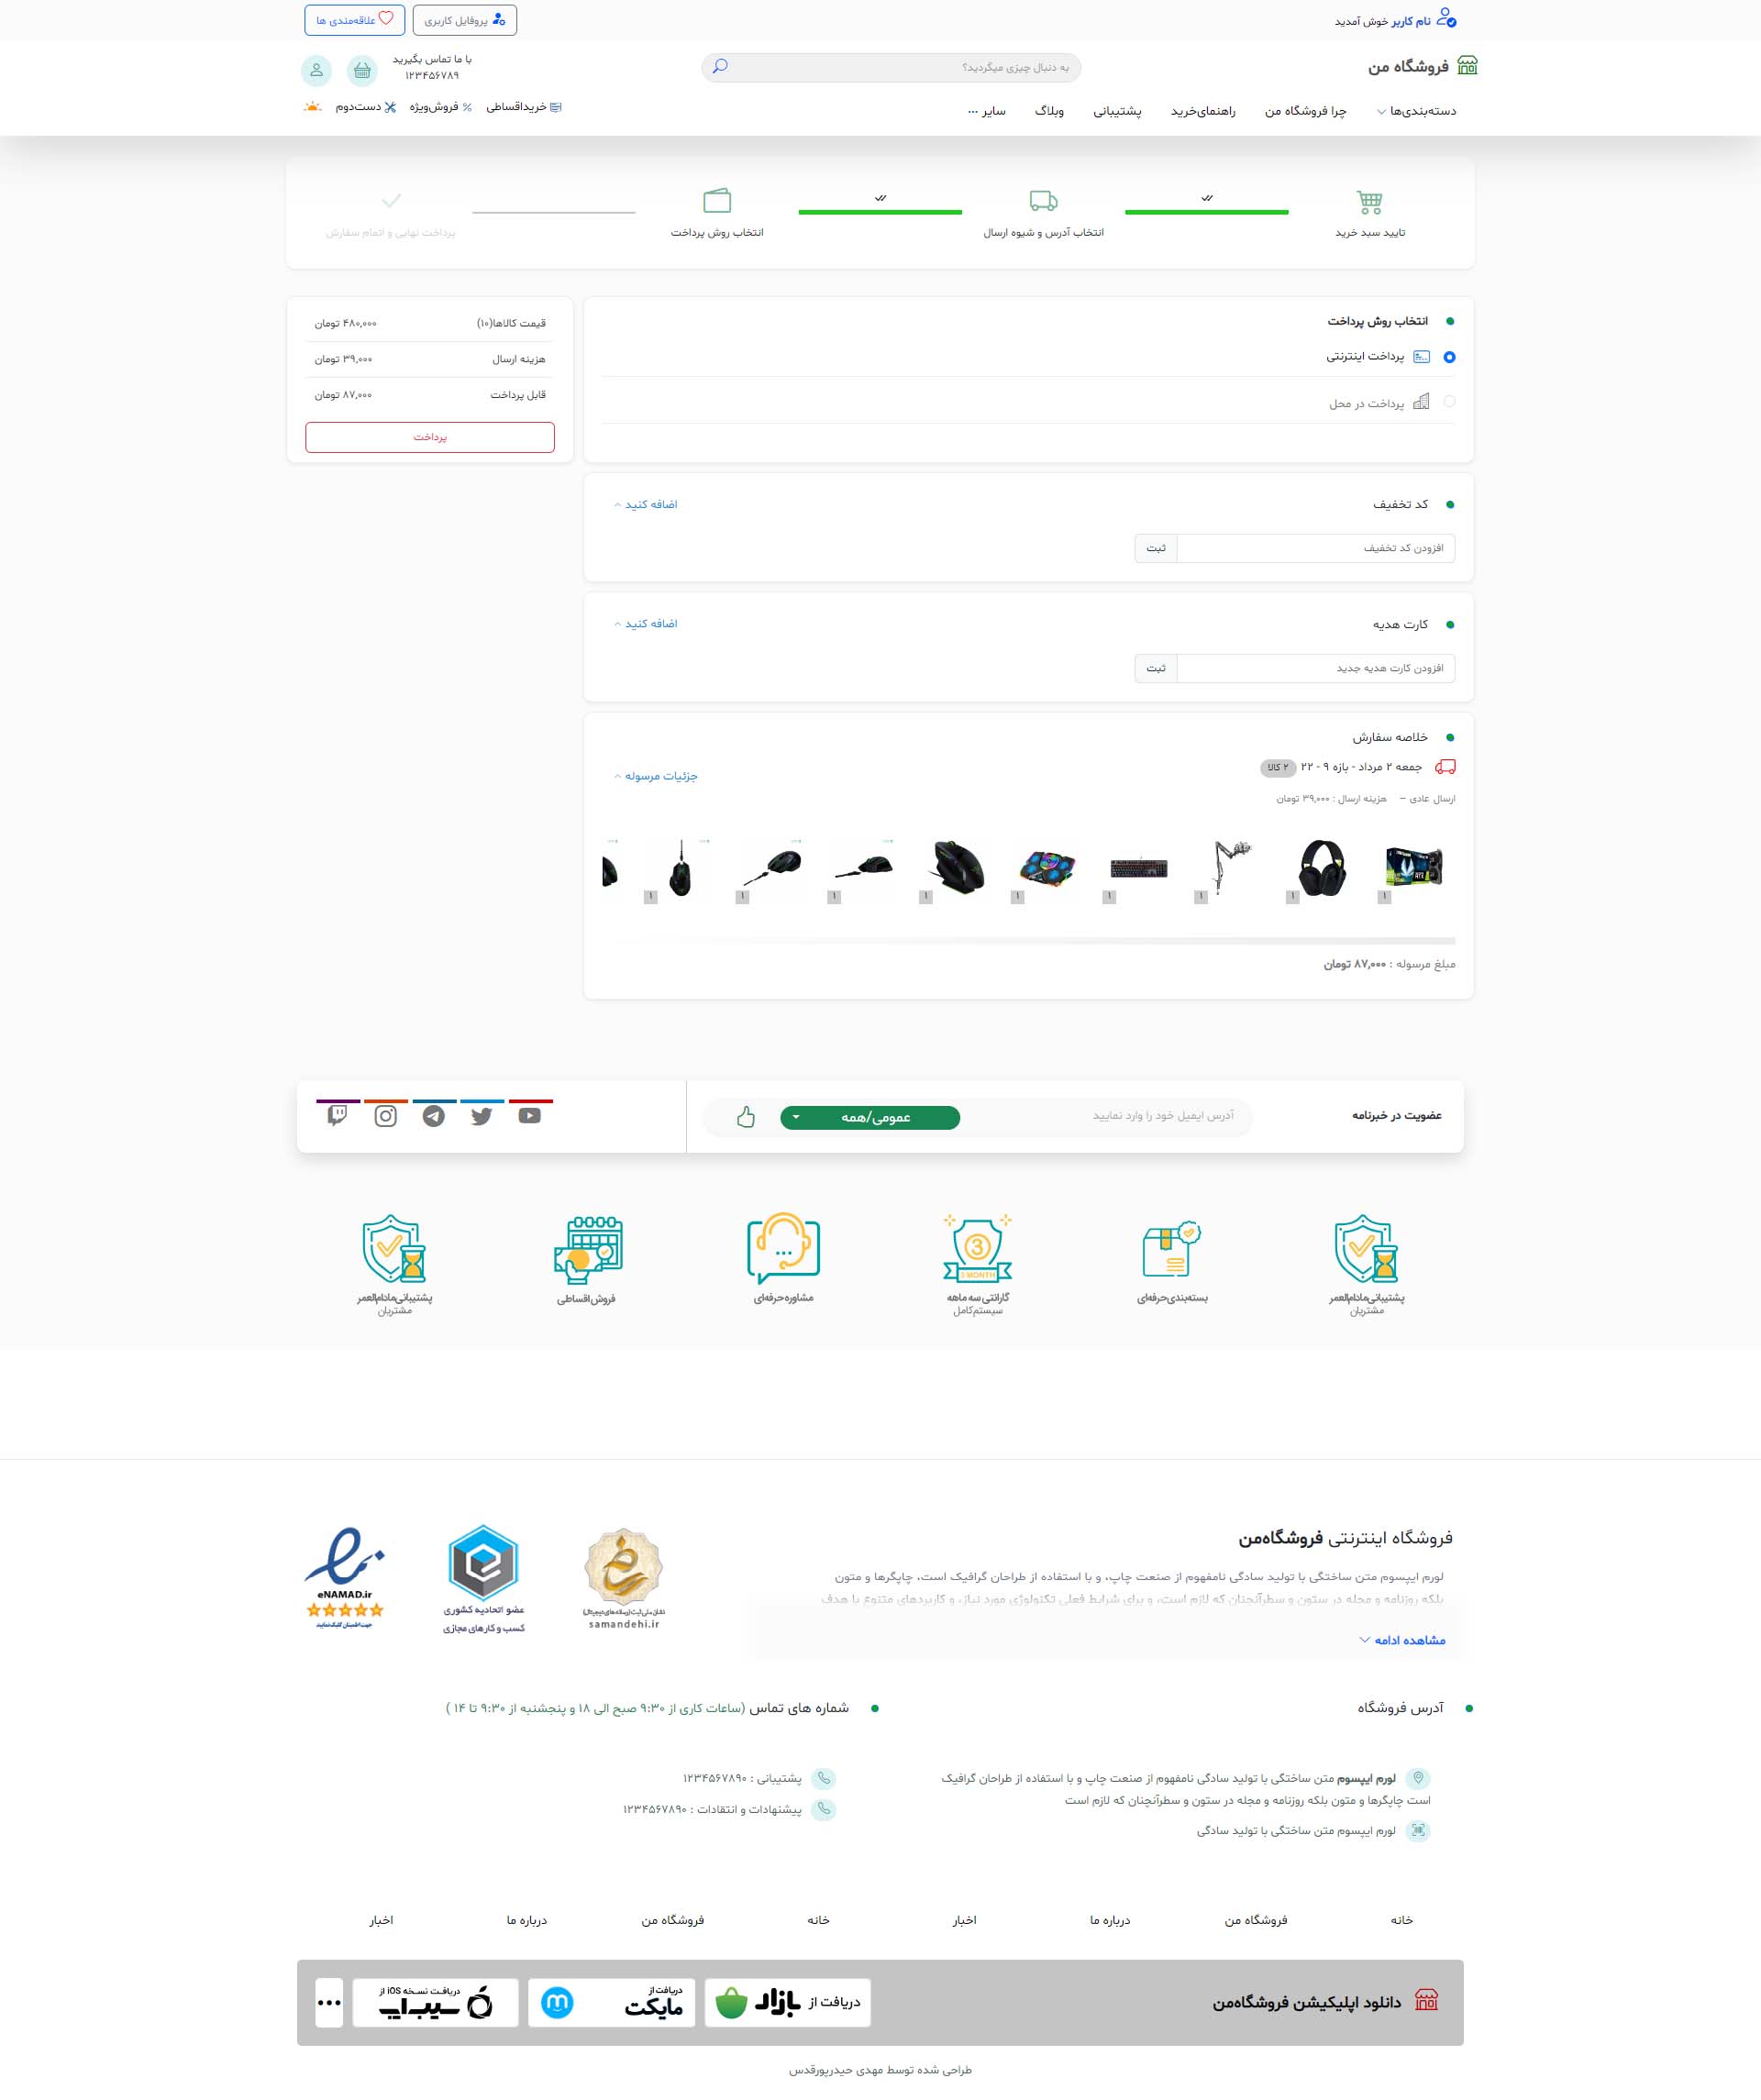 نام کاربر خوش آمدید
پروفایل کاربری
علاقه‌مندی ها
فروشگاه من
به دنبال چیزی میگردید؟
با ما تماس بگیرید
۱۲۳۴۵۶۷۸۹
دسته‌بندی‌ها
چرا فروشگاه من
راهنمای‌خرید
پشتیبانی
وبلاگ
سایر ...
خریداقساطی
فروش‌ویژه
دست‌دوم
تایید سبد خرید
انتخاب آدرس و شیوه ارسال
انتخاب روش پرداخت
پرداخت نهایی و اتمام سفارش
انتخاب روش پرداخت
پرداخت اینترنتی
پرداخت در محل
قیمت کالاها(۱۰) ۴۸۰,۰۰۰ تومان
هزینه ارسال ۳۹,۰۰۰ تومان
قابل پرداخت ۸۷,۰۰۰ تومان
پرداخت
کد تخفیف
اضافه کنید
افزودن کد تخفیف
ثبت
کارت هدیه
اضافه کنید
افزودن کارت هدیه جدید
ثبت
خلاصه سفارش
جمعه ۲ مرداد - بازه ۹ - ۲۲ ۲ کالا
جزئیات مرسوله
ارسال عادی – هزینه ارسال : ۳۹,۰۰۰ تومان
۱ ۱ ۱ ۱ ۱ ۱ ۱ ۱ ۱
مبلغ مرسوله : ۸۷,۰۰۰ تومان
عضویت در خبرنامه
آدرس ایمیل خود را وارد نمایید
عمومی/همه
3
3 MONTH
پشتیبانی‌مادام‌العمر
مشتریان
بسته‌بندی‌حرفه‌ای
گارانتی سه ماهه
سیستم‌کامل
مشاوره‌حرفه‌ای
فروش‌اقساطی
پشتیبانی‌مادام‌العمر
مشتریان
فروشگاه اینترنتی فروشگاه‌من
لورم ایپسوم متن ساختگی با تولید سادگی نامفهوم از صنعت چاپ، و با استفاده از طراحان گرافیک است، چاپگرها و متون
بلکه روزنامه و مجله در ستون و سطرآنچنان که لازم است، و برای شرایط فعلی تکنولوژی مورد نیاز، و کاربردهای متنوع با هدف
مشاهده ادامه
نشان ملی ثبت (رسانه‌های دیجیتال)
samandehi.ir
عضو اتحادیه کشوری
کسب و کارهای مجازی
eNAMAD.ir
جهت اطمینان کلیک نمایید
آدرس فروشگاه
لورم ایپسوم متن ساختگی با تولید سادگی نامفهوم از صنعت چاپ و با استفاده از طراحان گرافیک
است چاپگرها و متون بلکه روزنامه و مجله در ستون و سطرآنچنان که لازم است
لورم ایپسوم متن ساختگی با تولید سادگی
شماره های تماس (ساعات کاری از ۹:۳۰ صبح الی ۱۸ و پنجشنبه از ۹:۳۰ تا ۱۴ )
پشتیبانی : ۱۲۳۴۵۶۷۸۹۰
پیشنهادات و انتقادات : ۱۲۳۴۵۶۷۸۹۰
خانه
فروشگاه من
درباره ما
اخبار
خانه
فروشگاه من
درباره ما
اخبار
دانلود اپلیکیشن فروشگاه‌من
دریافت از بازار
دریافت از
مایکت
دریافت نسخه iOS از
سیب‌اپ
طراحی شده توسط مهدی حیدرپورقدس